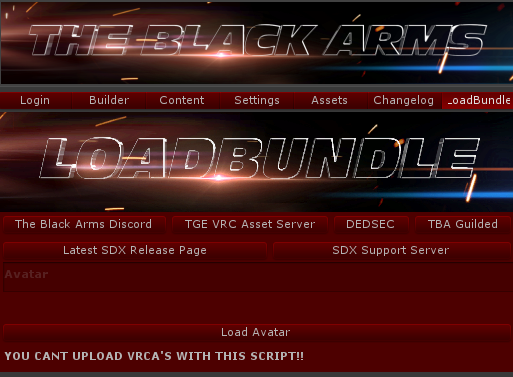 THE BLACK ARMS
Login Builder Content Settings Assets Changelog LoadBundle
LOADBUNDLE
The Black Arms Discord TGE VRC Asset Server DEDSEC TBA Guilded
Latest SDX Release Page SDX Support Server
Avatar
Load Avatar
YOU CANT UPLOAD VRCA'S WITH THIS SCRIPT!!